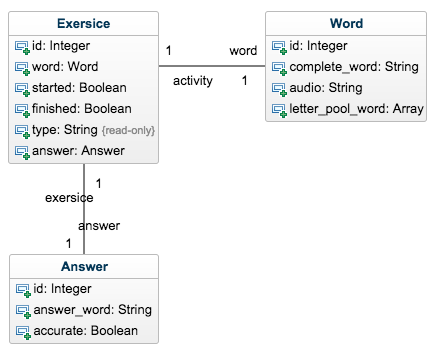 Exersice
id: Integer
word: Word
started: Boolean
finished: Boolean
type: String {read-only}
answer: Answer
1
word
activity
1
Word
id: Integer
complete_word: String
audio: String
letter_pool_word: Array
1
exersice
answer
1
Answer
id: Integer
answer_word: String
accurate: Boolean